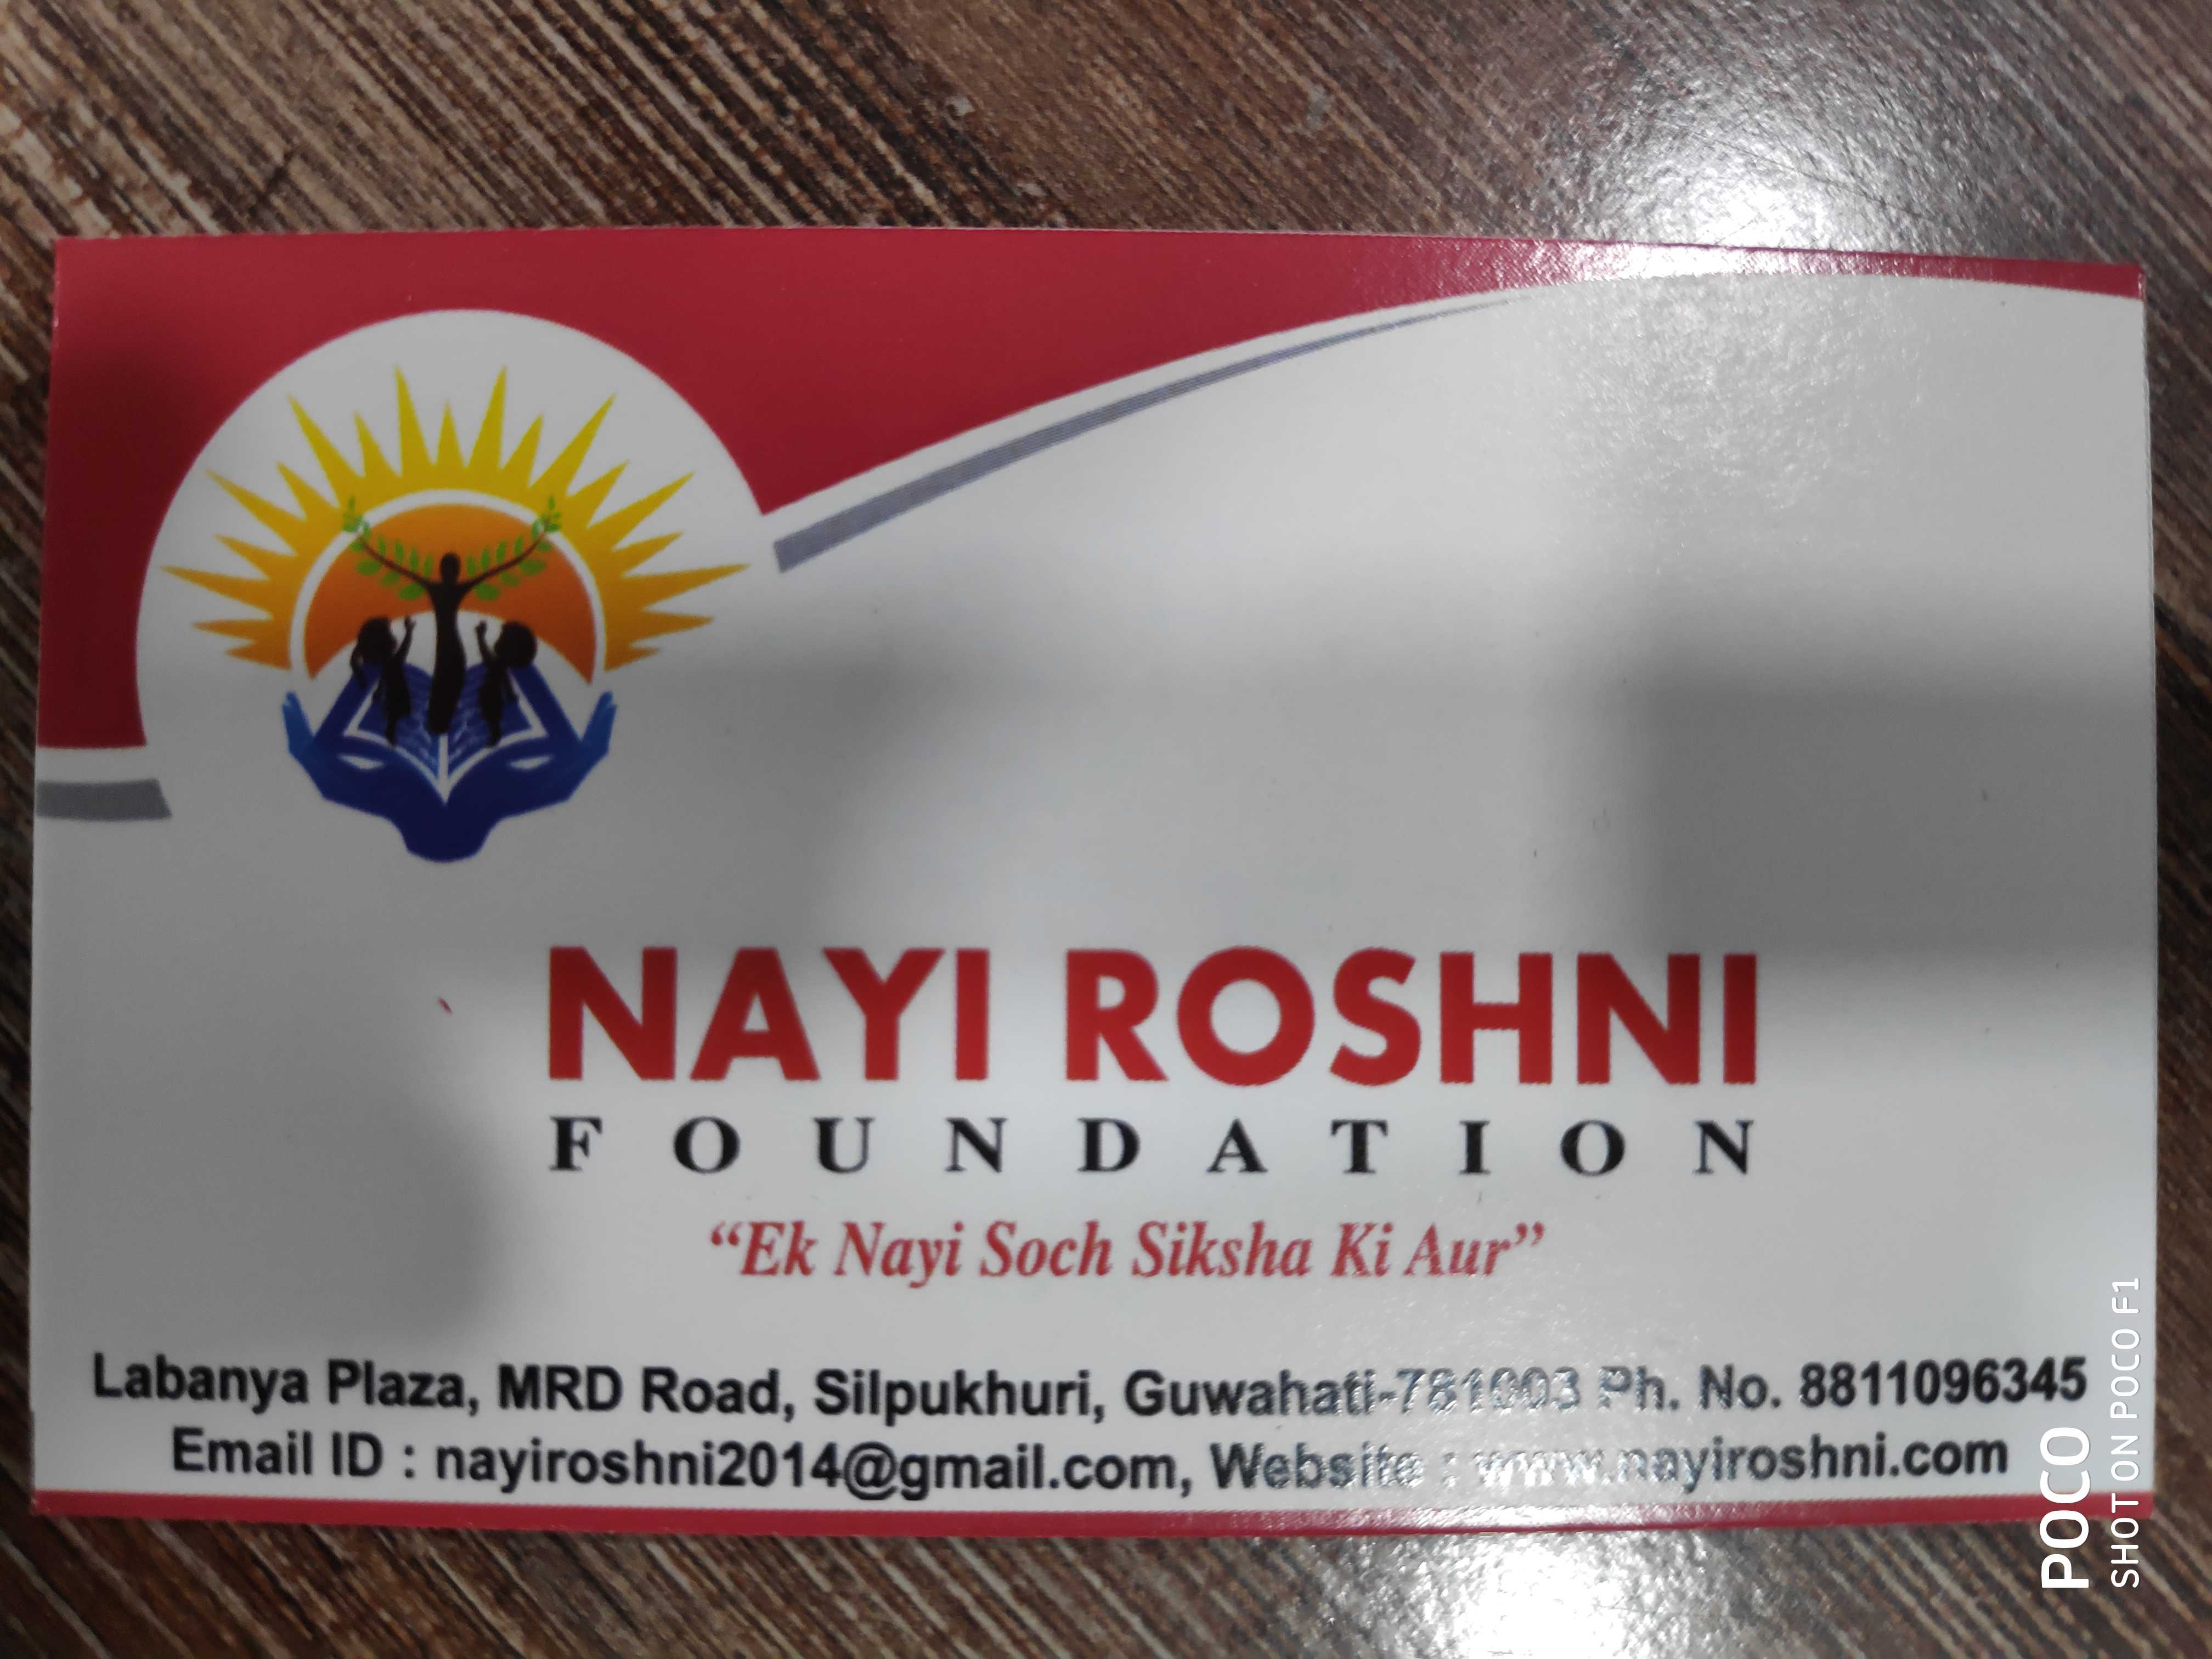 NAYI ROSHNI
FOUNDATION
“Ek Nayi Soch Siksha Ki Aur”
Labanya Plaza, MRD Road, Silpukhuri, Guwahati-781003 Ph. No. 8811096345
Email ID : nayiroshni2014@gmail.com, Website : www.nayiroshni.com
POCO
SHOT ON POCO F1